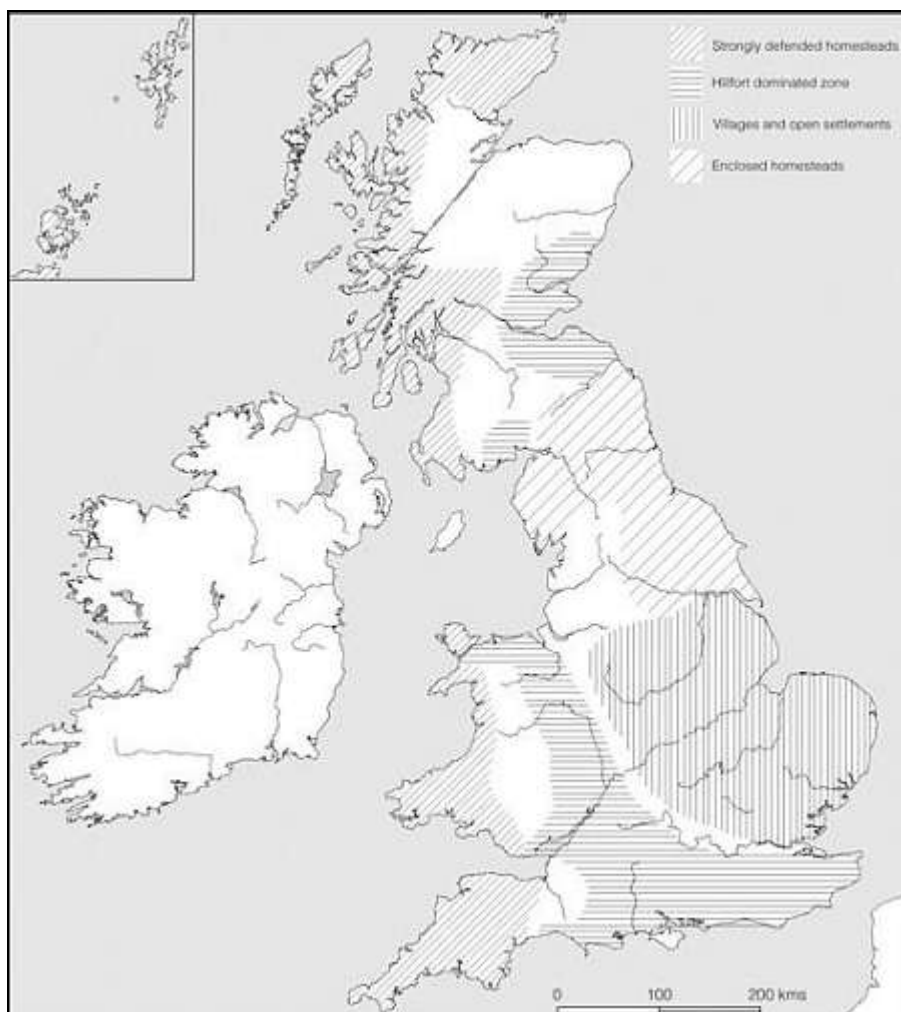 Strongly defended homesteads
Hillfort dominated zone
Villages and open settlements
Enclosed homesteads
0 100 200 kms